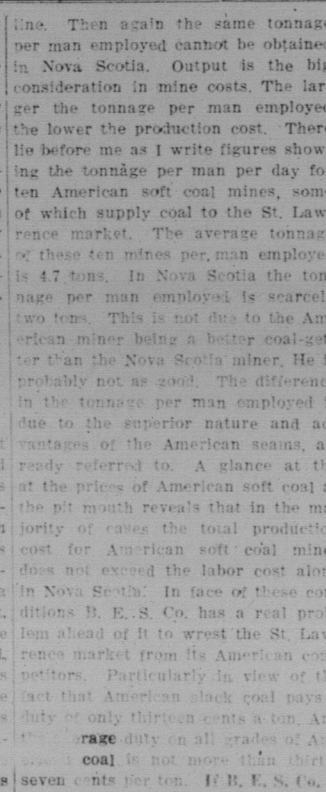 line. Then again the same tonnage
per man employed cannot be obtained
in Nova Scotia. Output is the big
consideration in mine costs. The lar-
ger the tonnage per man employed
the lower the production cost. There
lie before me as I write figures show-
ing the tonnage per man per day for
ten American soft coal mines, some
of which supply coal to the St. Law-
rence market. The average tonnage
of these ten mines per man employed
is 4.7 tons. In Nova Scotia the ton-
nage per man employed is scarcely
two tons. This is not due to the Am-
erican miner being a better coal-get-
ter than the Nova Scotia miner. He is
probably not as good. The difference
in the tonnage per man employed is
due to the superior nature and ad-
vantages of the American seams, al-
ready referred to. A glance at the
at the prices of American soft coal at
the pit mouth reveals that in the ma-
jority of cases the total production
cost for American soft coal mines
does not exceed the labor cost alone
in Nova Scotia. In face of these con-
ditions B. E. S. Co. has a real prob-
lem ahead of it to wrest the St. Law-
rence market from its American com-
petitors. Particularly in view of the
fact that American slack coal pays a
duty of only thirteen cents a ton. And
the average duty on all grades of Am-
coal is not more than thirty
seven cents per ton. If B. E. S. Co.